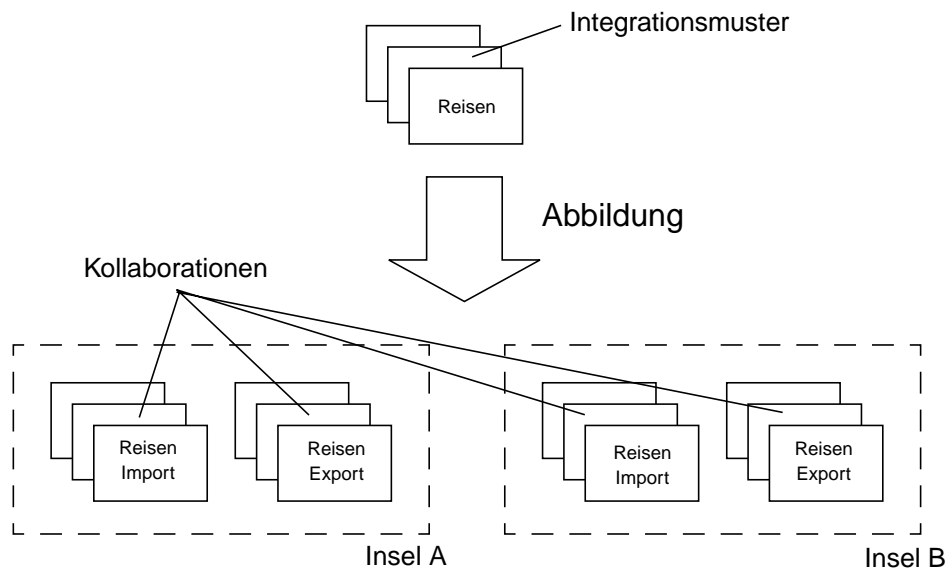 Integrationsmuster
Reisen
Abbildung
Kollaborationen
Reisen
Import
Reisen
Export
Reisen
Import
Reisen
Export
Insel A
Insel B